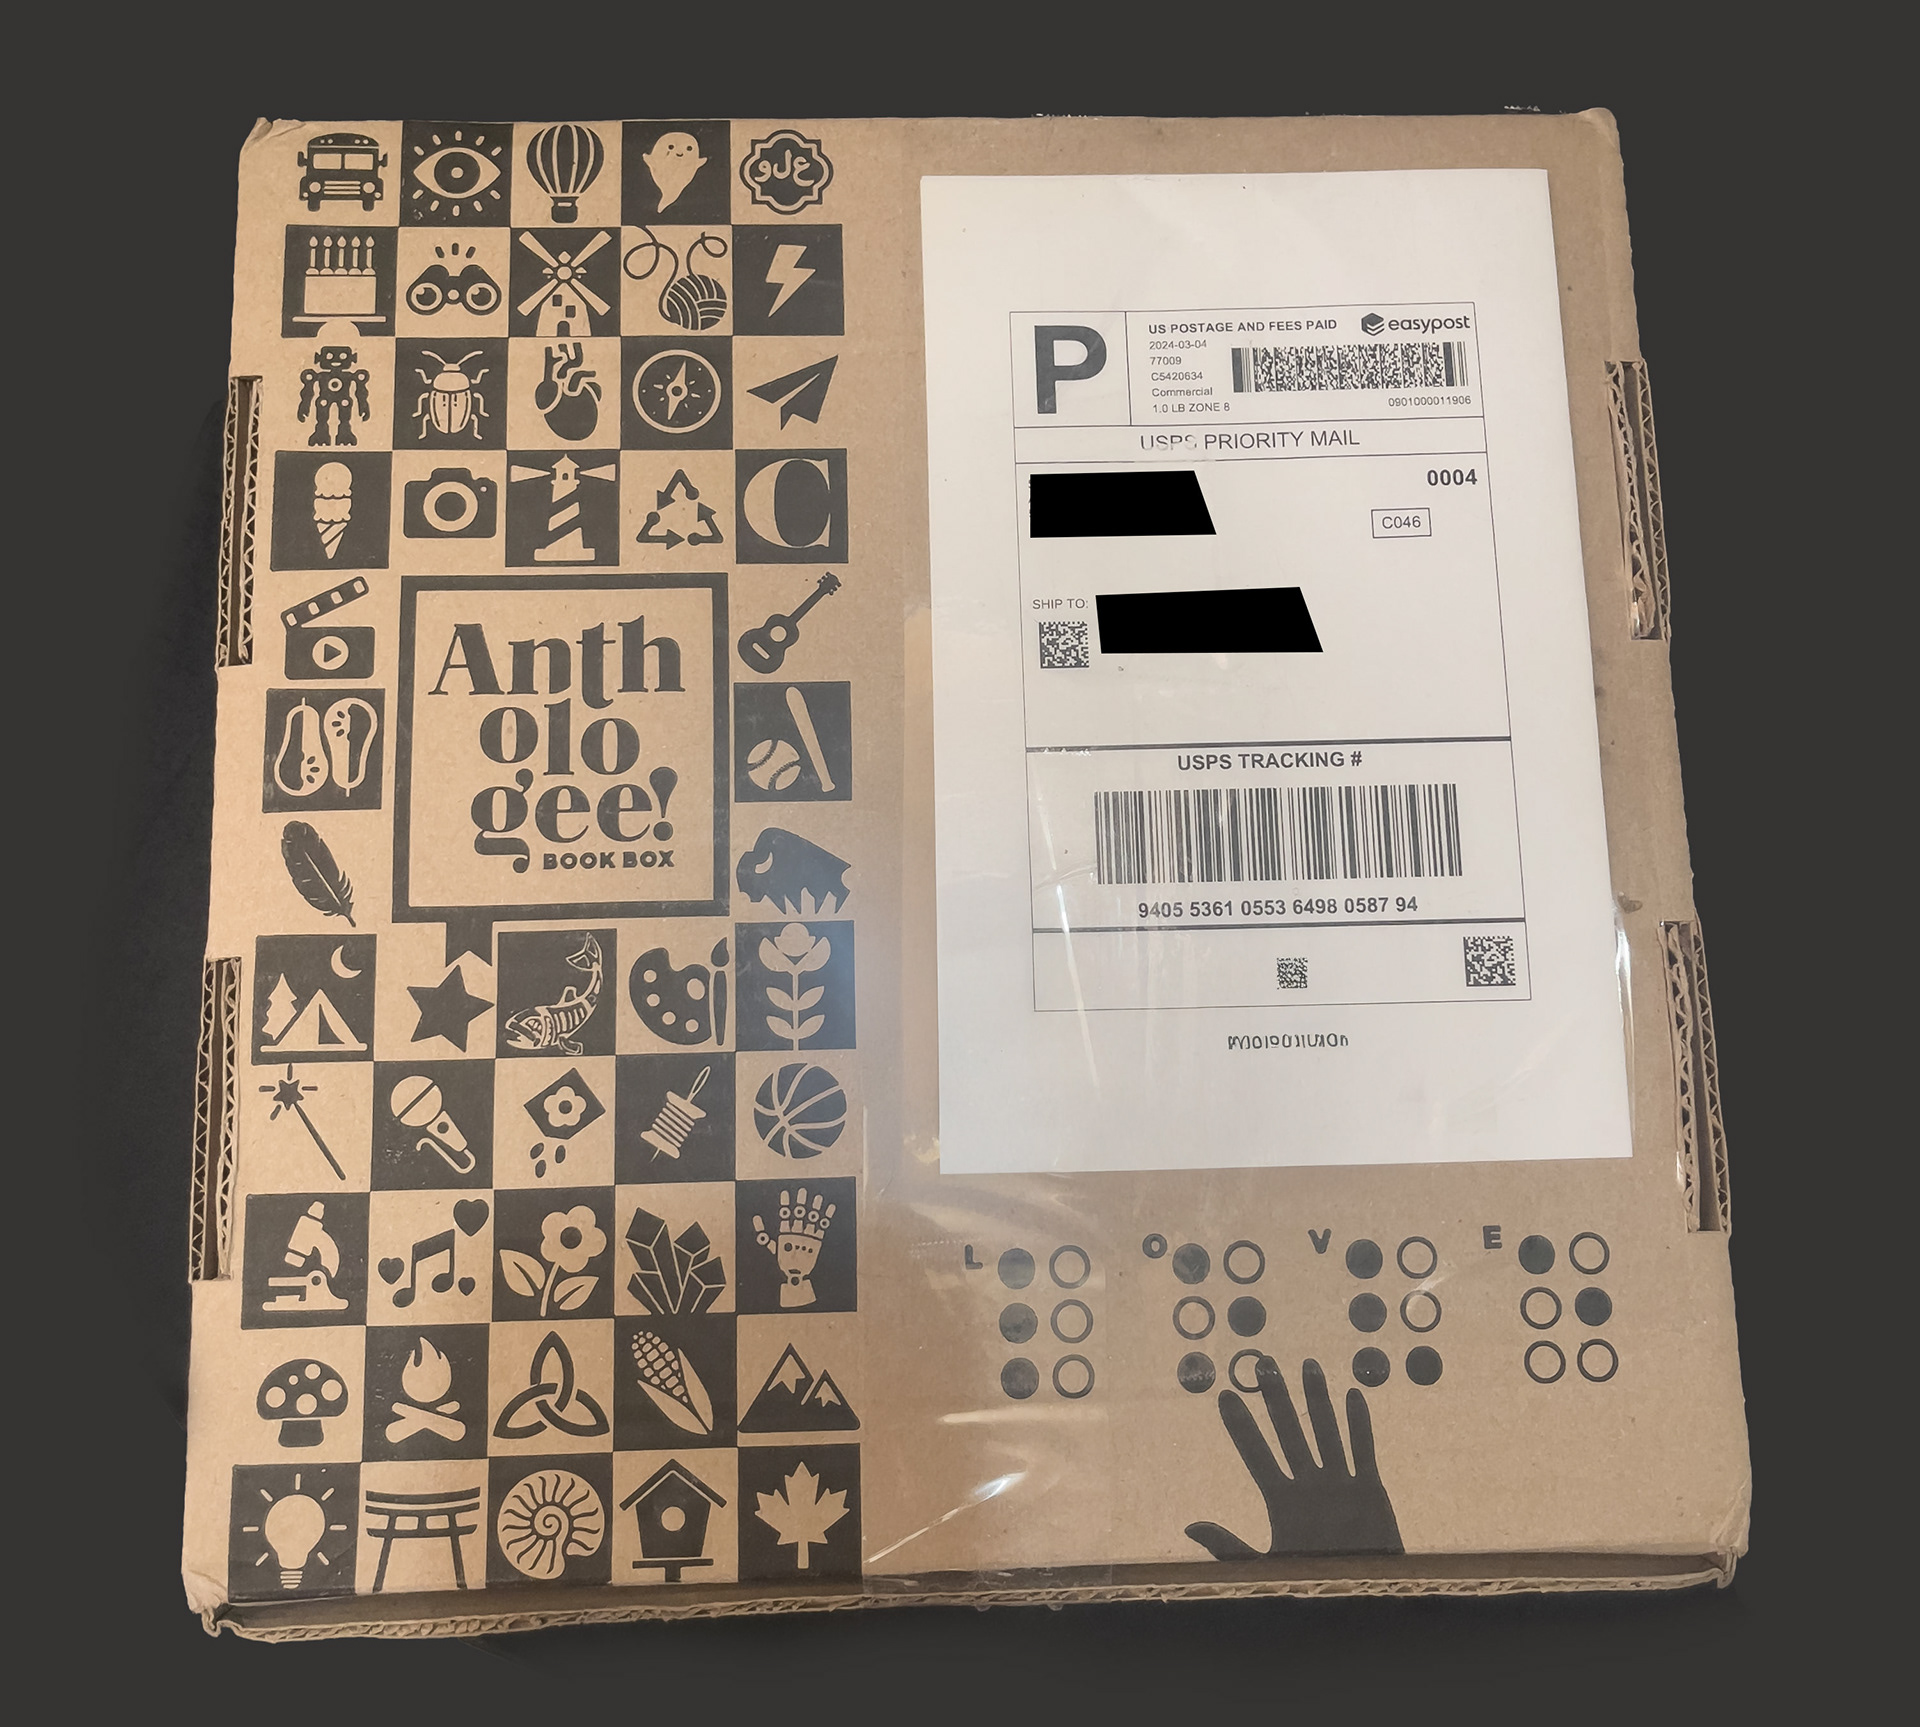 علو
C
Anth
olo
gee!
BOOK BOX
P
US POSTAGE AND FEES PAID
easypost
2024-03-04
77009
C5420634
Commercial
1.0 LB ZONE 8
0901000011906
USPS PRIORITY MAIL
0004
C046
SHIP TO:
USPS TRACKING #
9405 5361 0553 6498 0587 94
L O V E